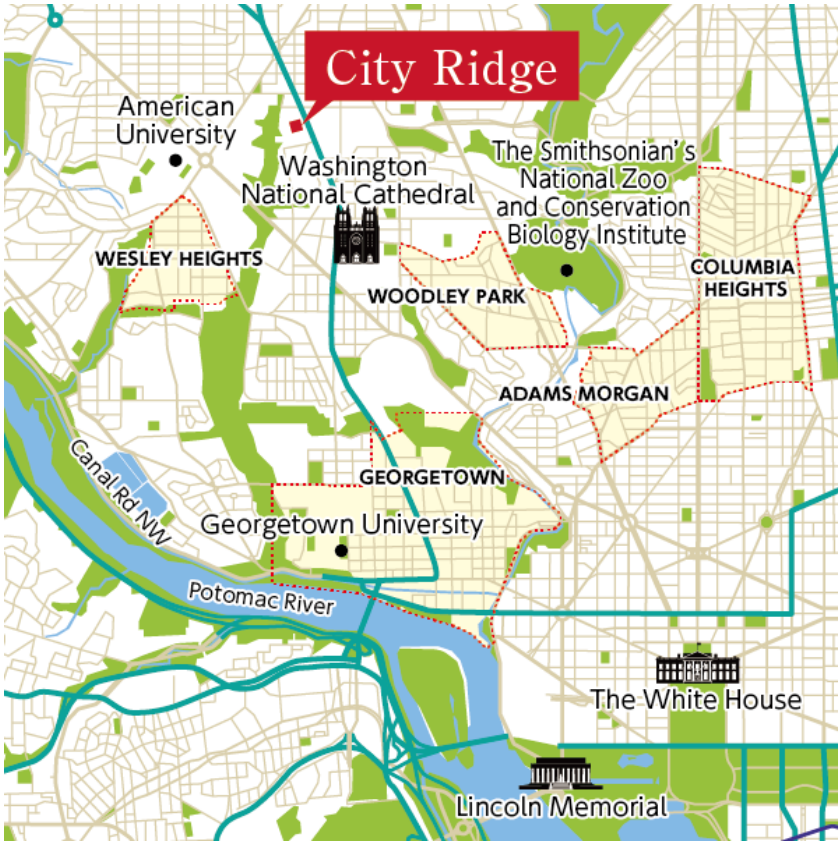 City Ridge
American
University
Washington
National Cathedral
The Smithsonian's
National Zoo
and Conservation
Biology Institute
WESLEY HEIGHTS
WOODLEY PARK
COLUMBIA
HEIGHTS
ADAMS MORGAN
Canal Rd NW
GEORGETOWN
Georgetown University
Potomac River
The White House
Lincoln Memorial